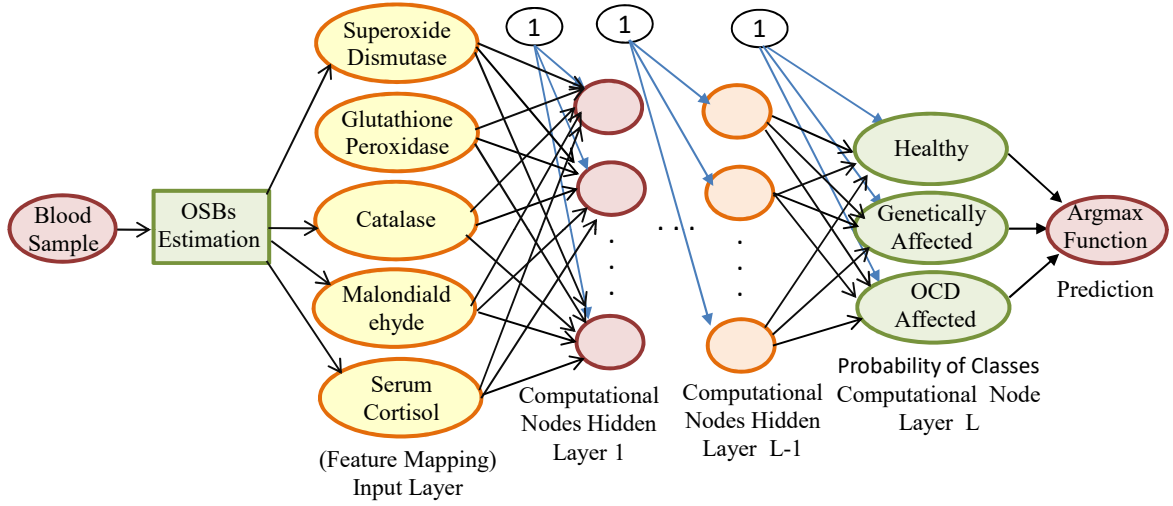 Blood
Sample
OSBs
Estimation
Superoxide
Dismutase
Glutathione
Peroxidase
Catalase
Malondiald
ehyde
Serum
Cortisol
(Feature Mapping)
Input Layer
1
1
1
. . .
.
.
.
.
.
.
Computational
Nodes Hidden
Layer 1
Computational
Nodes Hidden
Layer L-1
Healthy
Genetically
Affected
OCD
Affected
Probability of Classes
Computational Node
Layer L
Argmax
Function
Prediction